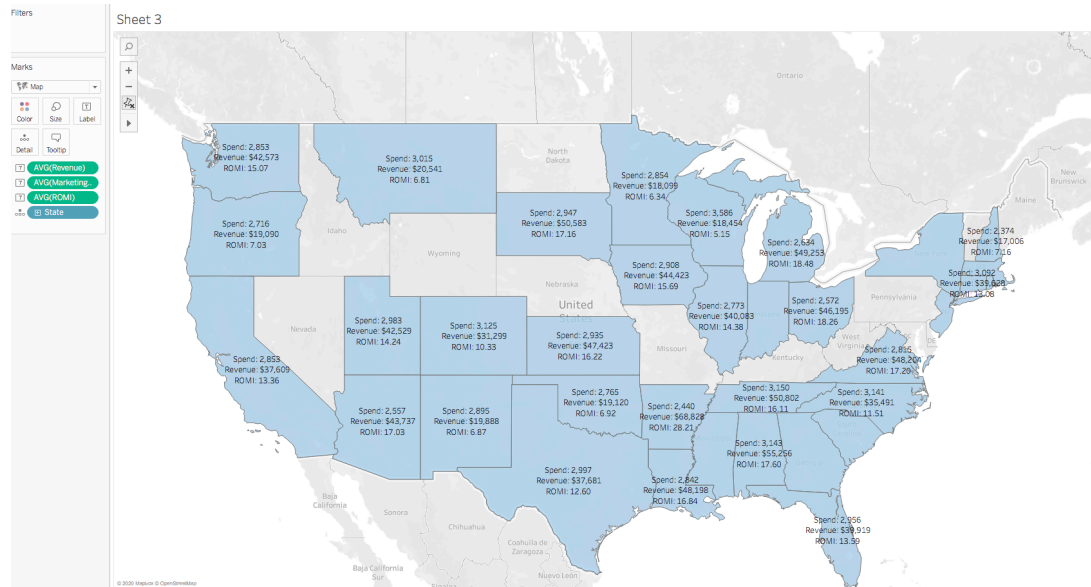 Filters
Marks
Map
Color
Size
Label
Detail
Tooltip
AVG(Revenue)
AVG(Marketing..
AVG(ROMI)
State
Sheet 3
Ontario
New
Brunswick
Maine
North
Dakota
Idaho
Wyoming
Nebraska
United
Nevada
Missouri
Kentucky
West
Virginia
Pennsylvania
DE
Spend: 2,853
Revenue: $42,573
ROMI: 15.07
Spend: 3,015
Revenue: $20,541
ROMI: 6.81
Spend: 2,854
Revenue: $18,099
ROMI: 6.34
Spend: 2,716
Revenue: $19,090
ROMI: 7.03
Spend: 2,947
Revenue: $50,583
ROMI: 17.16
Spend: 3,586
Revenue: $18,454
ROMI: 5.15
Spend: 2,634
Revenue: $49,253
ROMI: 18.48
Spend: 2,374
Revenue: $17,006
ROMI: 7.16
Spend: 3,092
ROMI: 13.08
Spend: 2,908
Revenue: $44,423
ROMI: 15.69
Spend: 2,773
Revenue: $40,083
ROMI: 14.38
Spend: 2,572
Revenue: $46,195
ROMI: 18.26
Spend: 2,983
Revenue: $42,529
ROMI: 14.24
Spend: 3,125
Revenue: $31,299
ROMI: 10.33
Spend: 2,935
Revenue: $47,423
ROMI: 16.22
Spend: 2,815
Revenue: $48,204
ROMI: 17.20
Spend: 2,853
Revenue: $37,609
ROMI: 13.36
Spend: 2,557
Revenue: $43,737
ROMI: 17.03
Spend: 2,895
Revenue: $19,888
ROMI: 6.87
Spend: 2,765
Revenue: $19,120
ROMI: 6.92
Spend: 2,440
Revenue: $68,828
ROMI: 28.21
Spend: 3,150
Revenue: $50,802
ROMI: 16.11
Spend: 3,141
Revenue: $35,491
ROMI: 11.51
Spend: 3,143
Revenue: $55,256
ROMI: 17.60
Spend: 2,997
Revenue: $37,681
ROMI: 12.60
Spend: 2,842
Revenue: $48,198
ROMI: 16.84
Spend: 2,956
Revenue: $39,919
ROMI: 13.59
Baja
California
Sonora
Chihuahua
Coahuila de
Zaragoza
Baja California
Sur
Nuevo León
© 2020 Mapbox © OpenStreetMap